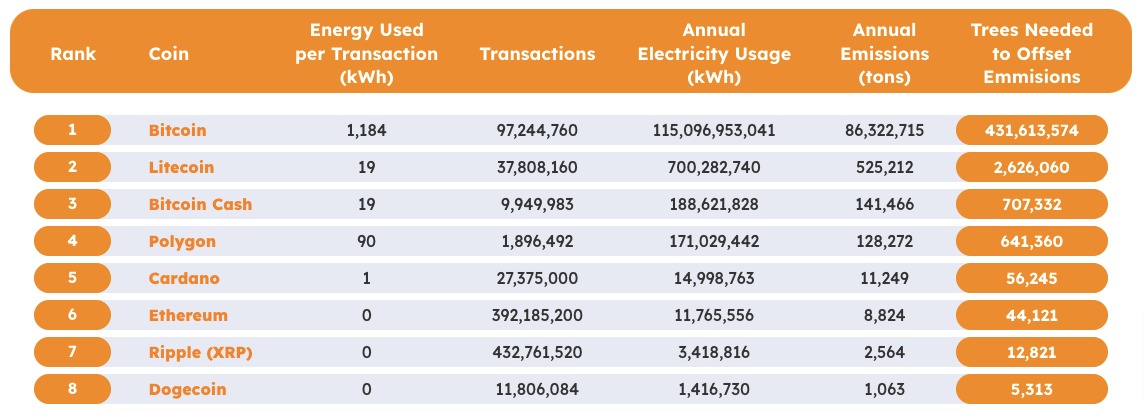 Rank Coin Energy Used per Transaction (kWh) Transactions Annual Electricity Usage (kWh) Annual Emissions (tons) Trees Needed to Offset Emmisions
1 Bitcoin 1,184 97,244,760 115,096,953,041 86,322,715 431,613,574
2 Litecoin 19 37,808,160 700,282,740 525,212 2,626,060
3 Bitcoin Cash 19 9,949,983 188,621,828 141,466 707,332
4 Polygon 90 1,896,492 171,029,442 128,272 641,360
5 Cardano 1 27,375,000 14,998,763 11,249 56,245
6 Ethereum 0 392,185,200 11,765,556 8,824 44,121
7 Ripple (XRP) 0 432,761,520 3,418,816 2,564 12,821
8 Dogecoin 0 11,806,084 1,416,730 1,063 5,313